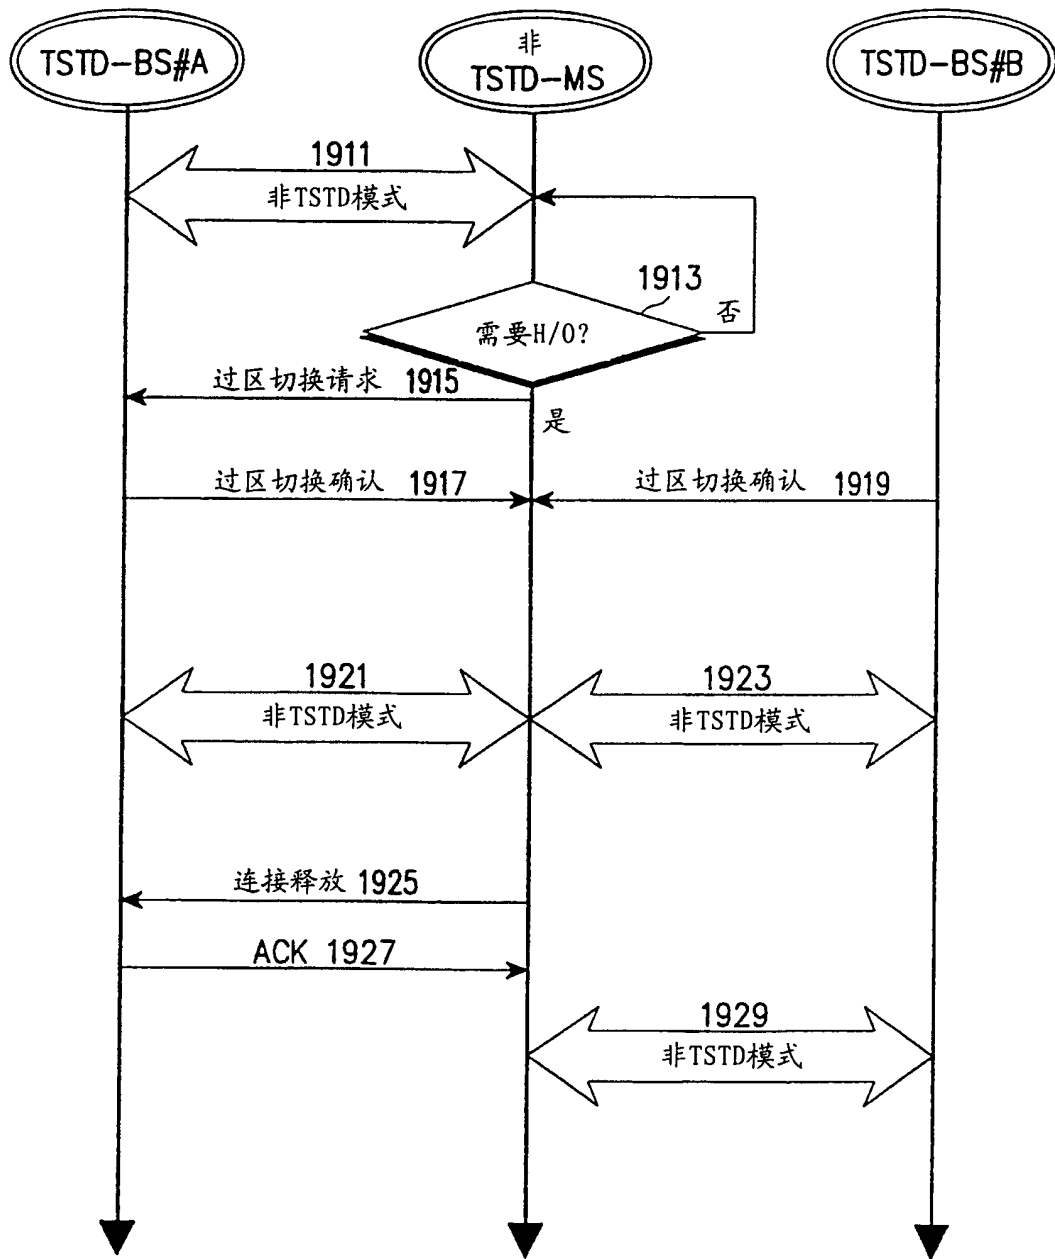 TSTD-BS#A
非
TSTD-MS
TSTD-BS#B
1911
非TSTD模式
1913
否
需要H/O?
过区切换请求 1915
是
过区切换确认 1917
过区切换确认 1919
1921
非TSTD模式
1923
非TSTD模式
连接释放 1925
ACK 1927
1929
非TSTD模式